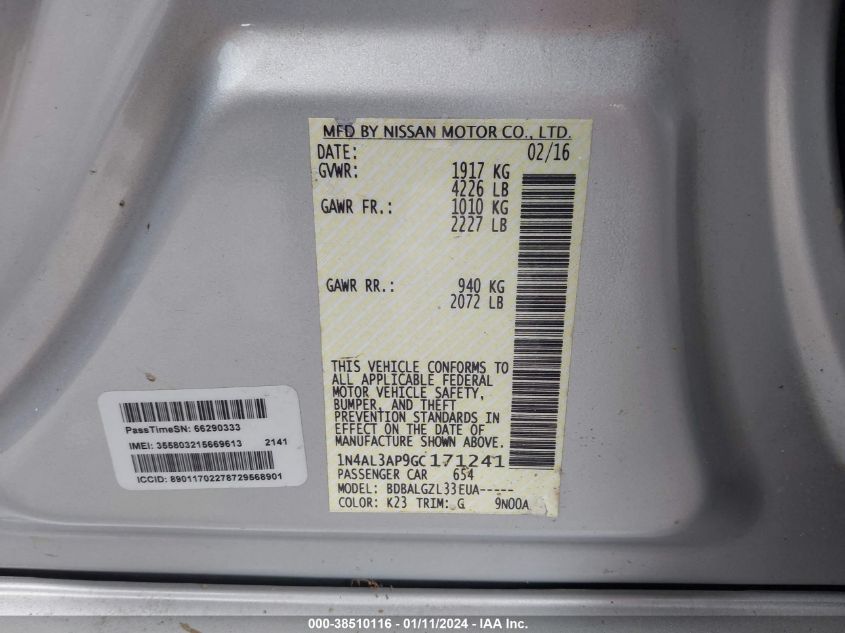 MFD BY NISSAN MOTOR CO., LTD.
DATE: 02/16
GVWR: 1917 KG
4226 LB
GAWR FR.: 1010 KG
2227 LB
GAWR RR.: 940 KG
2072 LB
THIS VEHICLE CONFORMS TO
ALL APPLICABLE FEDERAL
MOTOR VEHICLE SAFETY,
BUMPER, AND THEFT
PREVENTION STANDARDS IN
EFFECT ON THE DATE OF
MANUFACTURE SHOWN ABOVE.
1N4AL3AP9GC171241
PASSENGER CAR 654
MODEL: BDBALGZL33EUA-----
COLOR: K23 TRIM: G 9N00A
PassTimeSN: 66290333
IMEI: 355803215669613 2141
ICCID: 89011702278729568901
000-38510116 - 01/11/2024 - IAA Inc.